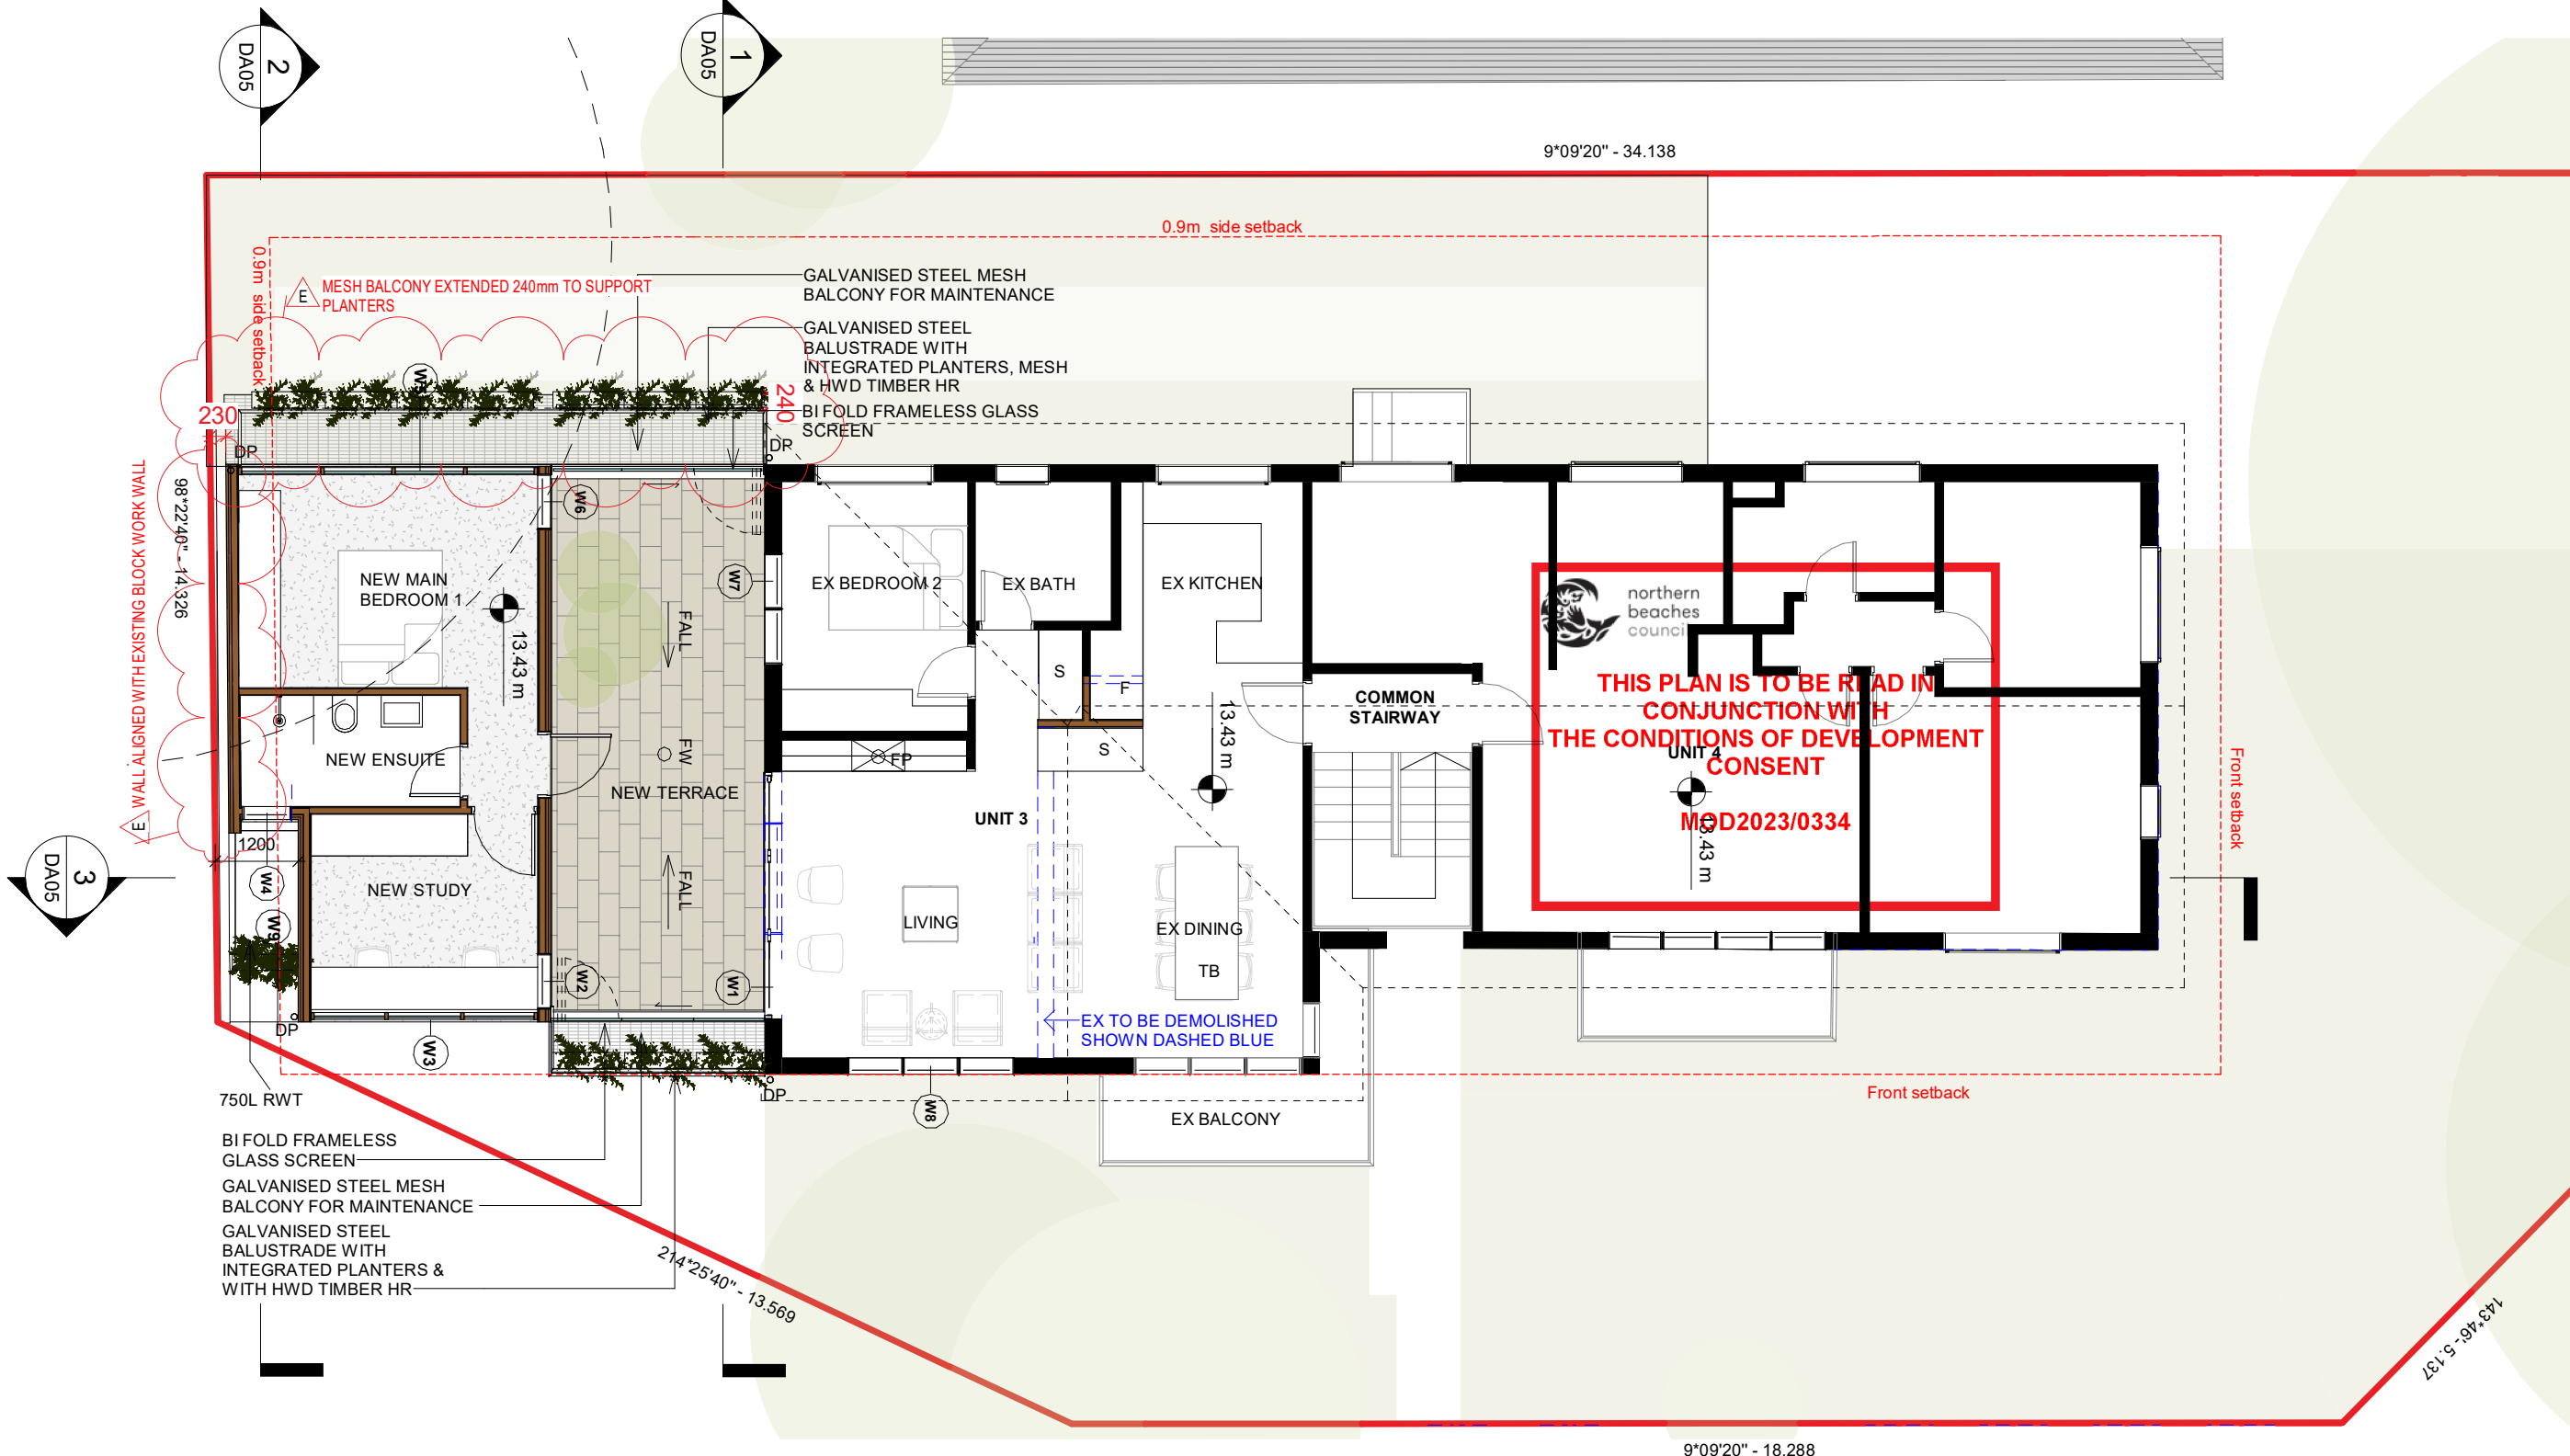 2
DA05
1
DA05
9*09'20" - 34.138
0.9m side setback
0.9m side setback
E
MESH BALCONY EXTENDED 240mm TO SUPPORT
PLANTERS
GALVANISED STEEL MESH
BALCONY FOR MAINTENANCE
GALVANISED STEEL
BALUSTRADE WITH
INTEGRATED PLANTERS, MESH
& HWD TIMBER HR
BI FOLD FRAMELESS GLASS
SCREEN
230
240
DP
DP
W6
W7
98*22'40" - 14.326
E
WALL ALIGNED WITH EXISTING BLOCK WORK WALL
NEW MAIN
BEDROOM 1
13.43 m
FALL
EX BEDROOM 2
EX BATH
EX KITCHEN
S
F
S
13.43 m
COMMON
STAIRWAY
northern
beaches
council
THIS PLAN IS TO BE READ IN
CONJUNCTION WITH
THE CONDITIONS OF DEVELOPMENT
CONSENT
MOD2023/0334
UNIT 4
13.43 m
NEW ENSUITE
FW
NEW TERRACE
FP
UNIT 3
Front setback
1200
3
DA05
W4
W9
NEW STUDY
FALL
LIVING
EX DINING
TB
W2
W1
DP
W3
EX TO BE DEMOLISHED
SHOWN DASHED BLUE
DP
W8
EX BALCONY
Front setback
750L RWT
BI FOLD FRAMELESS
GLASS SCREEN
GALVANISED STEEL MESH
BALCONY FOR MAINTENANCE
GALVANISED STEEL
BALUSTRADE WITH
INTEGRATED PLANTERS &
WITH HWD TIMBER HR
214*25'40" - 13.569
143*46'- 5.137
9*09'20" - 18.288